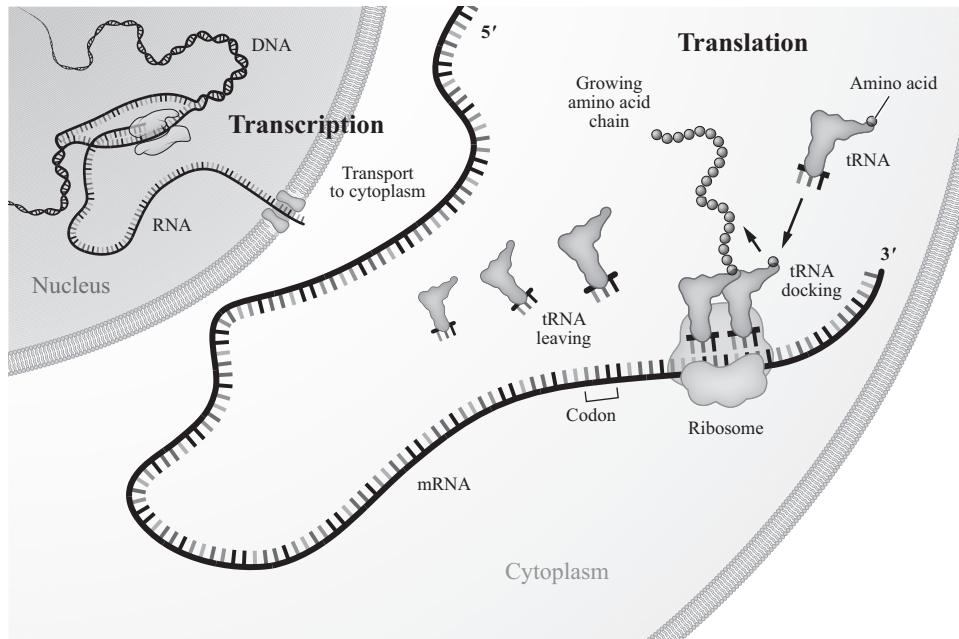 DNA
Transcription
RNA
Nucleus
Transport
to cytoplasm
5′
Translation
Growing
amino acid
chain
Amino acid
tRNA
3′
tRNA
docking
tRNA
leaving
Codon
Ribosome
mRNA
Cytoplasm